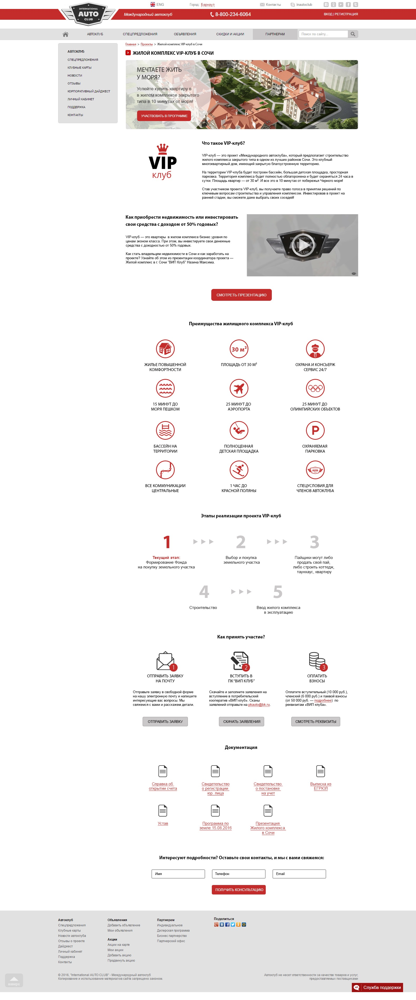 ENG
Город: Барнаул
Контакты
inautoclub
INTERNATIONAL
AUTO
CLUB
Международный автоклуб
8-800-234-6064
ВХОД | РЕГИСТРАЦИЯ
АВТОКЛУБ
СПЕЦПРЕДЛОЖЕНИЯ
ОБЪЯВЛЕНИЯ
СКИДКИ И АКЦИИ
ПАРТНЕРАМ
Поиск по сайту...
АВТОКЛУБ
СПЕЦПРЕДЛОЖЕНИЯ
КЛУБНЫЕ КАРТЫ
НОВОСТИ
ОТЗЫВЫ
КОРПОРАТИВНЫЙ ДАЙДЖЕСТ
ЛИЧНЫЙ КАБИНЕТ
ПОДДЕРЖКА
КОНТАКТЫ
Главная > Проекты > Жилой комплекс VIP-клуб в Сочи
ЖИЛОЙ КОМПЛЕКС VIP-КЛУБ В СОЧИ
МЕЧТАЕТЕ ЖИТЬ
У МОРЯ?
Успейте купить квартиру в
в жилом комплексе закрытого
типа в 10 минутах от моря!
УЧАСТВОВАТЬ В ПРОГРАММЕ
VIP
клуб
Что такое VIP-клуб?
VIP-клуб — это проект «Международного автоклуба», который предполагает строительство
жилого комплекса закрытого типа в одном из лучших районов Сочи. Это клубный
многоквартирный дом, имеющий закрытую благоустроенную территорию.
На территории VIP-клуба будет построен бассейн, большая детская площадка, просторная
парковка. Территория комплекса будет полностью облагорожена и будет охраняться 24 часа в
сутки. Площадь квартир — от 30 м². И все это в 10 минутах от побережья Черного моря!
Став участником проекта VIP-клуб, вы получаете право голоса в принятии решений по
ключевым вопросам строительства и управления комплексом. Инвестировав в проект на
ранней стадии, вы сможете даже выбрать своих соседей!
Как приобрести недвижимость или инвестировать
свои средства с доходом от 50% годовых?
VIP-клуб — это квартиры в жилом комплексе бизнес уровня по
ценам эконом класса. При этом, вы инвестируете свои денежные
средства с доходностью от 50% годовых.
Как стать владельцем недвижимости в Сочи и как заработать на
проекте? Узнайте об этом из презентации координатора проекта —
Жилой комплекс в г. Сочи "ВИП Клуб" Назина Максима.
INTERNATIONAL
AUTO
CLUB
СМОТРЕТЬ ПРЕЗЕНТАЦИЮ
Преимущества жилищного комплекса VIP-клуб
30 м²
ЖИЛЬЕ ПОВЫШЕННОЙ
КОМФОРТНОСТИ
ПЛОЩАДЬ ОТ 30 М²
ОХРАНА И КОНСЬЕРЖ
СЕРВИС 24/7
15 МИНУТ ДО
МОРЯ ПЕШКОМ
25 МИНУТ ДО
АЭРОПОРТА
25 МИНУТ ДО
ОЛИМПИЙСКИХ ОБЪЕКТОВ
P
БАССЕЙН НА
ТЕРРИТОРИИ
ПОЛНОЦЕННАЯ
ДЕТСКАЯ ПЛОЩАДКА
ОХРАНЯЕМАЯ
ПАРКОВКА
AUTO
ВСЕ КОММУНИКАЦИИ
ЦЕНТРАЛЬНЫЕ
1 ЧАС ДО
КРАСНОЙ ПОЛЯНЫ
СПЕЦУСЛОВИЯ ДЛЯ
ЧЛЕНОВ АВТОКЛУБА
Этапы реализации проекта VIP-клуб
1
Текущий этап:
Формирование Фонда
на покупку земельного участка
2
Выбор и покупка
земельного участка
3
Пайщики могут либо
продать свой пай,
либо строить коттедж,
таунхаус, квартиру
4
Строительство
5
Ввод жилого комплекса
в эксплуатацию
Как принять участие?
1
ОТПРАВИТЬ ЗАЯВКУ
НА ПОЧТУ
Отправьте заявку в свободной форме
на нашу электронную почту и напишите
интересующие вас вопросы. Мы
свяжемся с вами и расскажем детали.
ОТПРАВИТЬ ЗАЯВКУ
2
ВСТУПИТЬ В
ПК “ВИП КЛУБ”
Скачайте и заполните заявления на
вступление в потребительский
кооператив «ВИП клуб». Сканы
заявлений отправьте на pkauto@bk.ru.
СКАЧАТЬ ЗАЯВЛЕНИЯ
3
ОПЛАТИТЬ
ВЗНОСЫ
Оплатите вступительный (10 000 руб.),
членский (6 000 руб.) и паевой взносы
(от 50 000 руб. — подробнее) по
реквизитам «ВИП клуба».
СМОТРЕТЬ РЕКВИЗИТЫ
Документация
Справка об
открытии счета
Свидетельство
о регистрации
юр. лица
Свидетельство
о постановке
на учет
Выписка из
ЕГРЮЛ
Устав
Программа по
земле 15.08.2016
Презентация
Жилого комплекса
в Сочи
Интересуют подробности? Оставьте свои контакты, и мы с вами свяжемся:
Имя
Телефон
Email
ПОЛУЧИТЬ КОНСУЛЬТАЦИЮ
Автоклуб
Спецпредложения
Клубные карты
Новости автоклуба
Отзывы о проекте
Дайджест
Личный кабинет
Поддержка
Контакты
Объявления
Добавить объявление
Мои объявления
Акции
Акции на карте
Мои акции
Добавить акцию
Продвинуть акцию
Партнерам
Индивидуальное
Дилерская программа
Бизнес партнерство
Партнерский офис
Поделиться
© 2016, "International AUTO CLUB" - Международный автоклуб
Копирование и использование материалов сайта запрещено законом.
Автоклуб не несет ответственности за качество товаров и услуг,
предоставляемых поставщиками
наверх
Служба поддержки